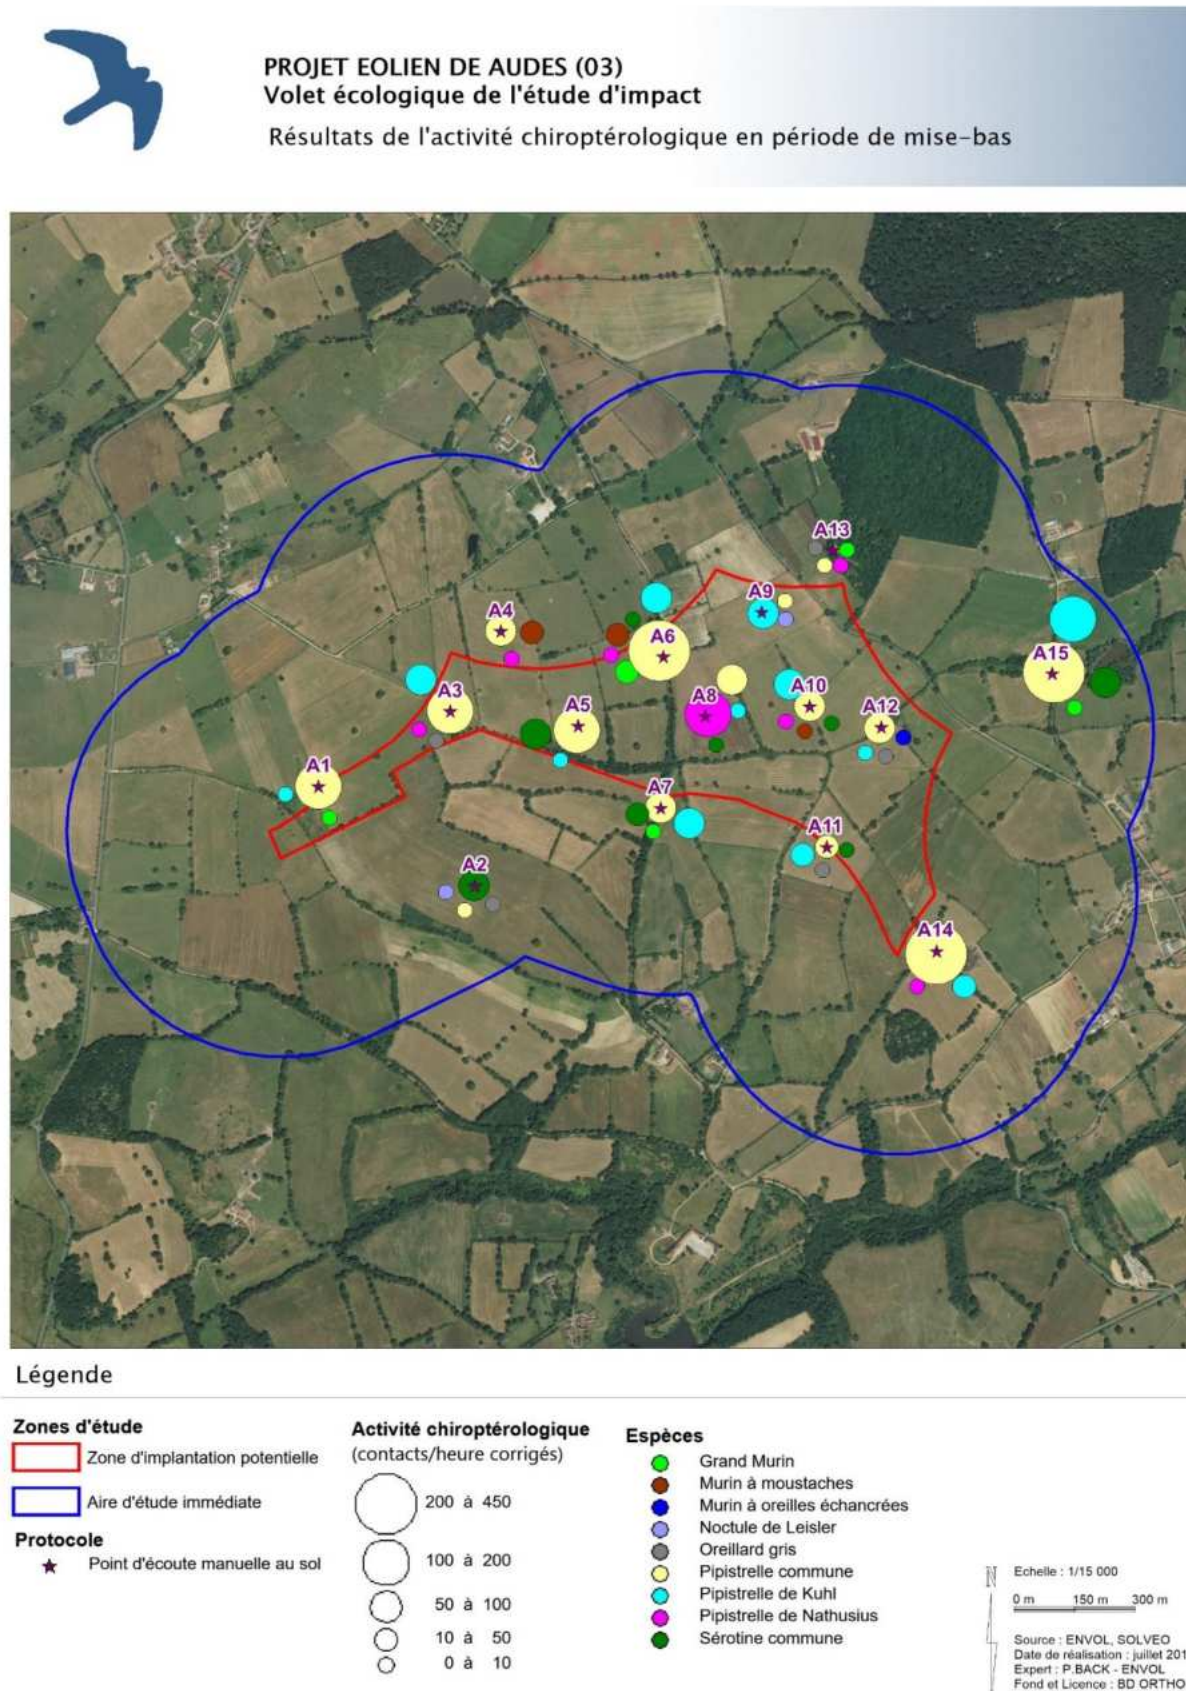 PROJET EOLIEN DE AUDES (03)
Volet écologique de l'étude d'impact
Résultats de l'activité chiroptérologique en période de mise-bas
A13
A9
A4
A6
A15
A3
A5
A8
A10
A12
A1
A7
A11
A2
A14
Légende
Zones d'étude
Zone d'implantation potentielle
Aire d'étude immédiate
Protocole
Point d'écoute manuelle au sol
Activité chiroptérologique
(contacts/heure corrigés)
200 à 450
100 à 200
50 à 100
10 à 50
0 à 10
Espèces
Grand Murin
Murin à moustaches
Murin à oreilles échancrées
Noctule de Leisler
Oreillard gris
Pipistrelle commune
Pipistrelle de Kuhl
Pipistrelle de Nathusius
Sérotine commune
N
Echelle : 1/15 000
0 m 150 m 300 m
Source : ENVOL, SOLVEO
Date de réalisation : juillet 201
Expert : P.BACK - ENVOL
Fond et Licence : BD ORTHO